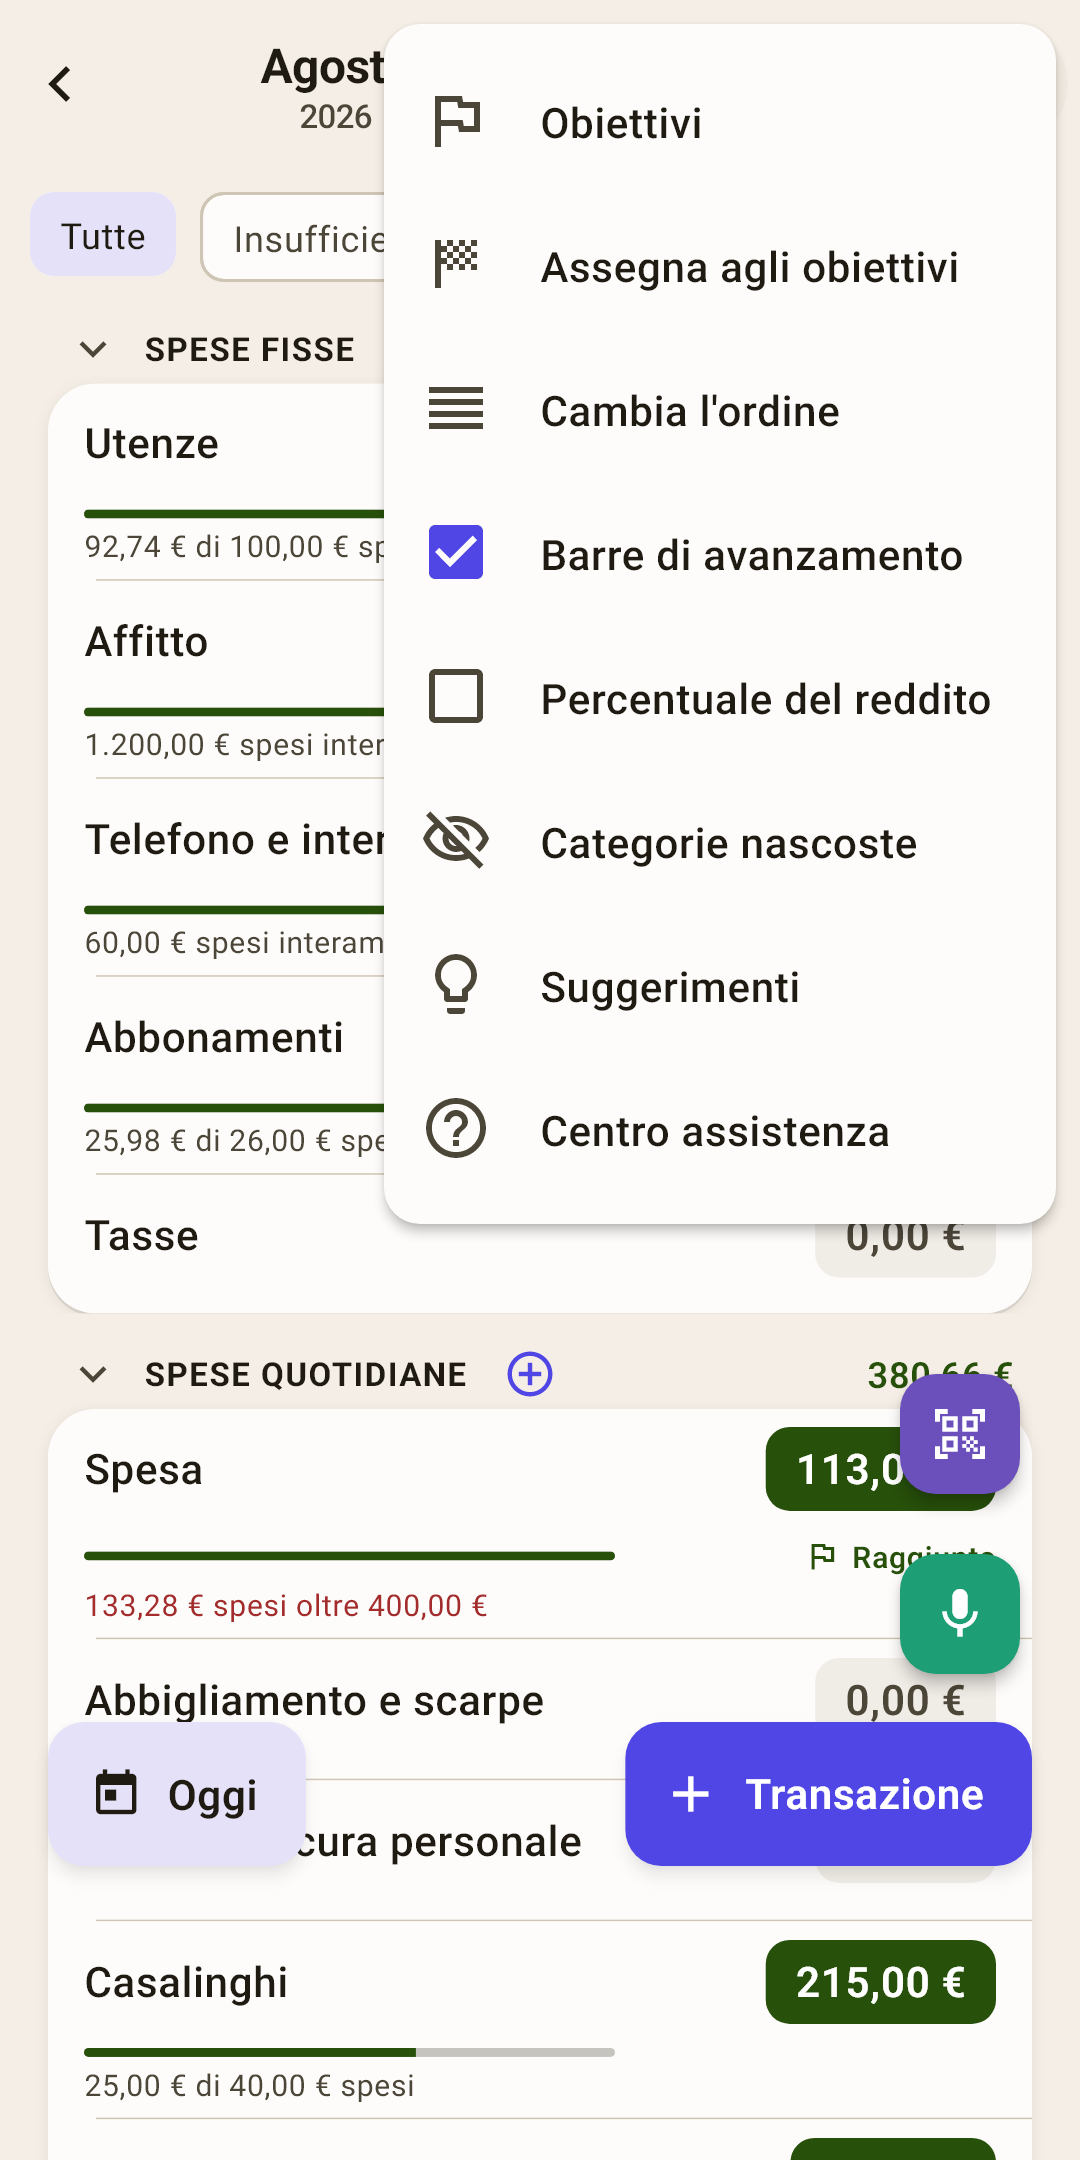 Agost
2026
Tutte
Insufficie
Obiettivi
Assegna agli obiettivi
Cambia l'ordine
Barre di avanzamento
Percentuale del reddito
Categorie nascoste
Suggerimenti
Centro assistenza
SPESE FISSE
Utenze
92,74 € di 100,00 € sp
Affitto
1.200,00 € spesi inter
Telefono e inter
60,00 € spesi interam
Abbonamenti
25,98 € di 26,00 € spe
Tasse
0,00 €
SPESE QUOTIDIANE
380,66 €
Spesa
113,0
Raggiunto
133,28 € spesi oltre 400,00 €
Abbigliamento e scarpe
0,00 €
Oggi
Transazione
cura personale
Casalinghi
215,00 €
25,00 € di 40,00 € spesi